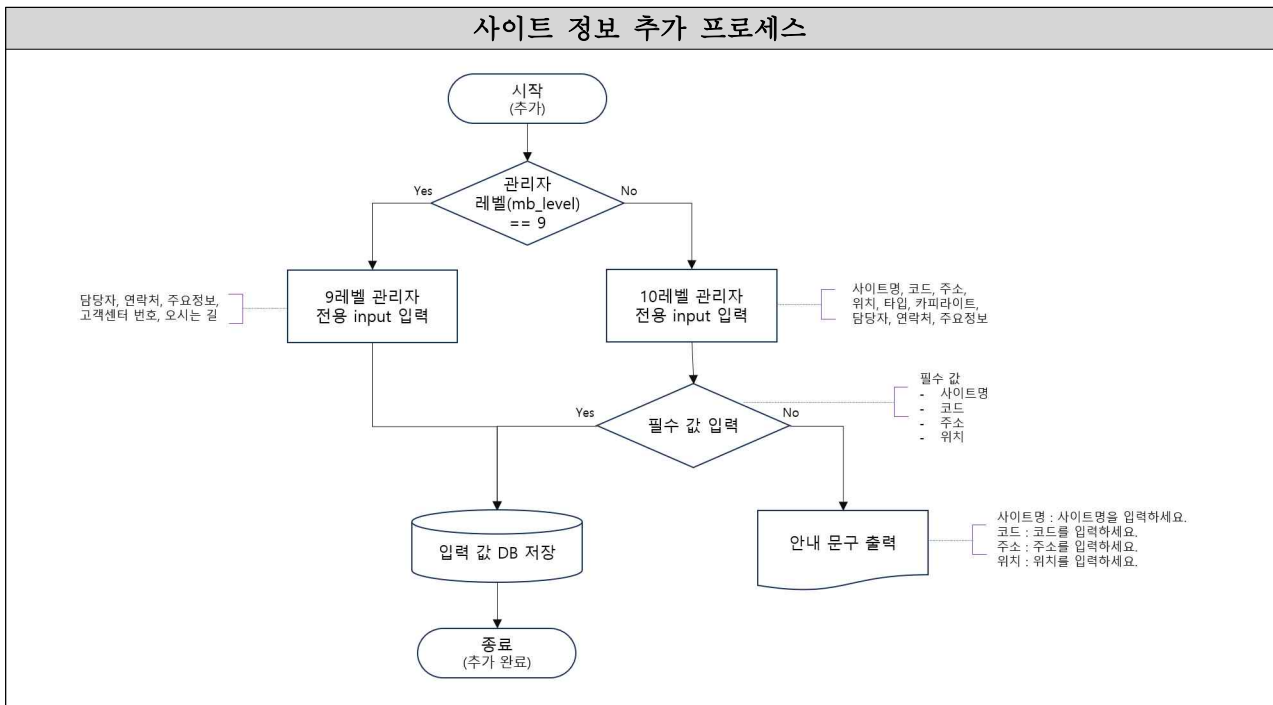 사이트 정보 추가 프로세스
시작
(추가)
관리자
레벨(mb_level)
== 9
Yes
No
담당자, 연락처, 주요정보,
고객센터 번호, 오시는 길
9레벨 관리자
전용 input 입력
10레벨 관리자
전용 input 입력
사이트명, 코드, 주소,
위치, 타입, 카피라이트,
담당자, 연락처, 주요정보
필수 값
- 사이트명
- 코드
- 주소
- 위치
Yes
필수 값 입력
No
입력 값 DB 저장
안내 문구 출력
사이트명 : 사이트명을 입력하세요.
코드 : 코드를 입력하세요.
주소 : 주소를 입력하세요.
위치 : 위치를 입력하세요.
종료
(추가 완료)